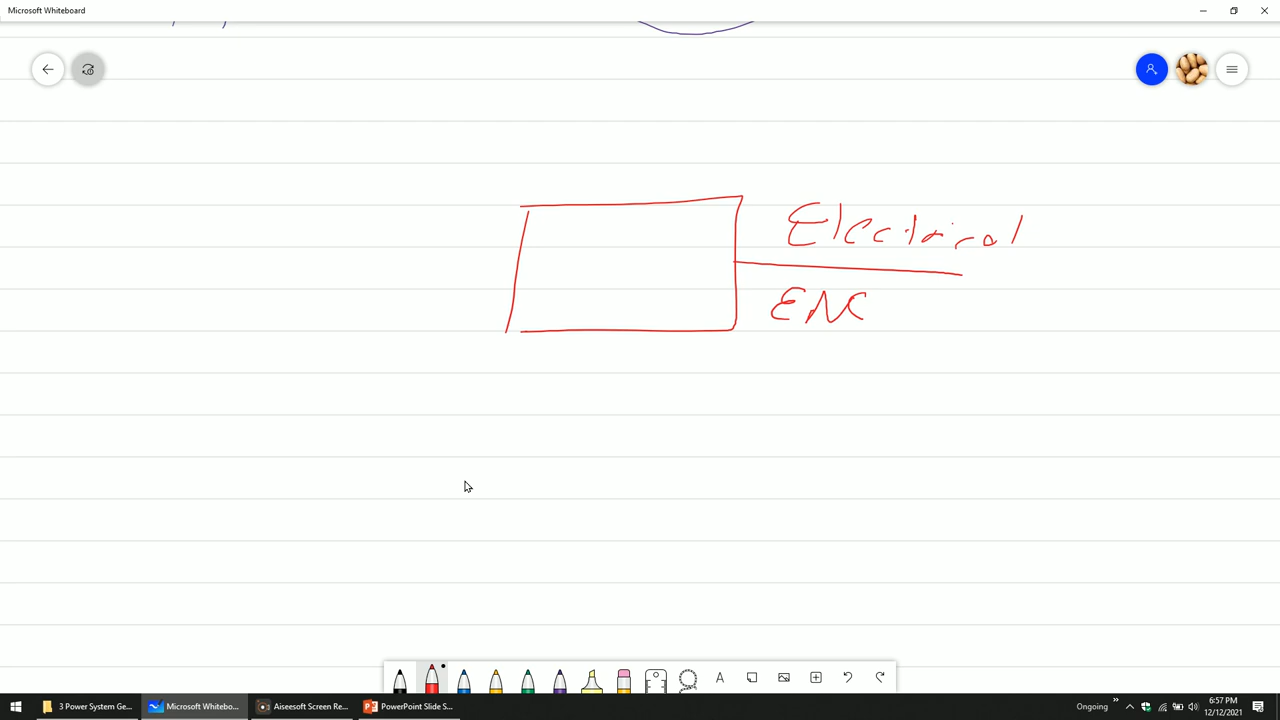 Microsoft Whiteboard
Electrical
ENC
A
3 Power System Ge...
Microsoft Whitebo...
Aiseesoft Screen Re...
PowerPoint Slide S...
Ongoing
6:57 PM
12/12/2021